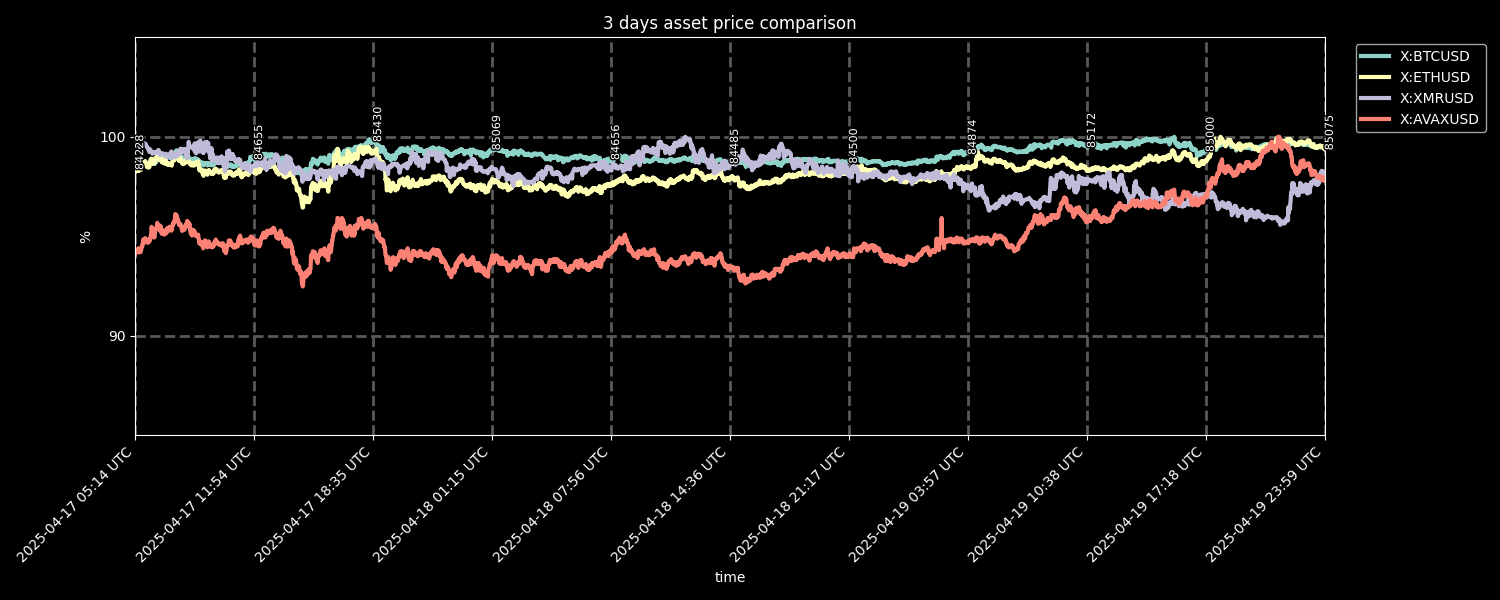 3 days asset price comparison
X:BTCUSD
X:ETHUSD
X:XMRUSD
X:AVAXUSD
100
90
%
84228
84655
85430
85069
84656
84485
84500
84874
85172
85000
85075
2025-04-17 05:14 UTC
2025-04-17 11:54 UTC
2025-04-17 18:35 UTC
2025-04-18 01:15 UTC
2025-04-18 07:56 UTC
2025-04-18 14:36 UTC
2025-04-18 21:17 UTC
2025-04-19 03:57 UTC
2025-04-19 10:38 UTC
2025-04-19 17:18 UTC
2025-04-19 23:59 UTC
time